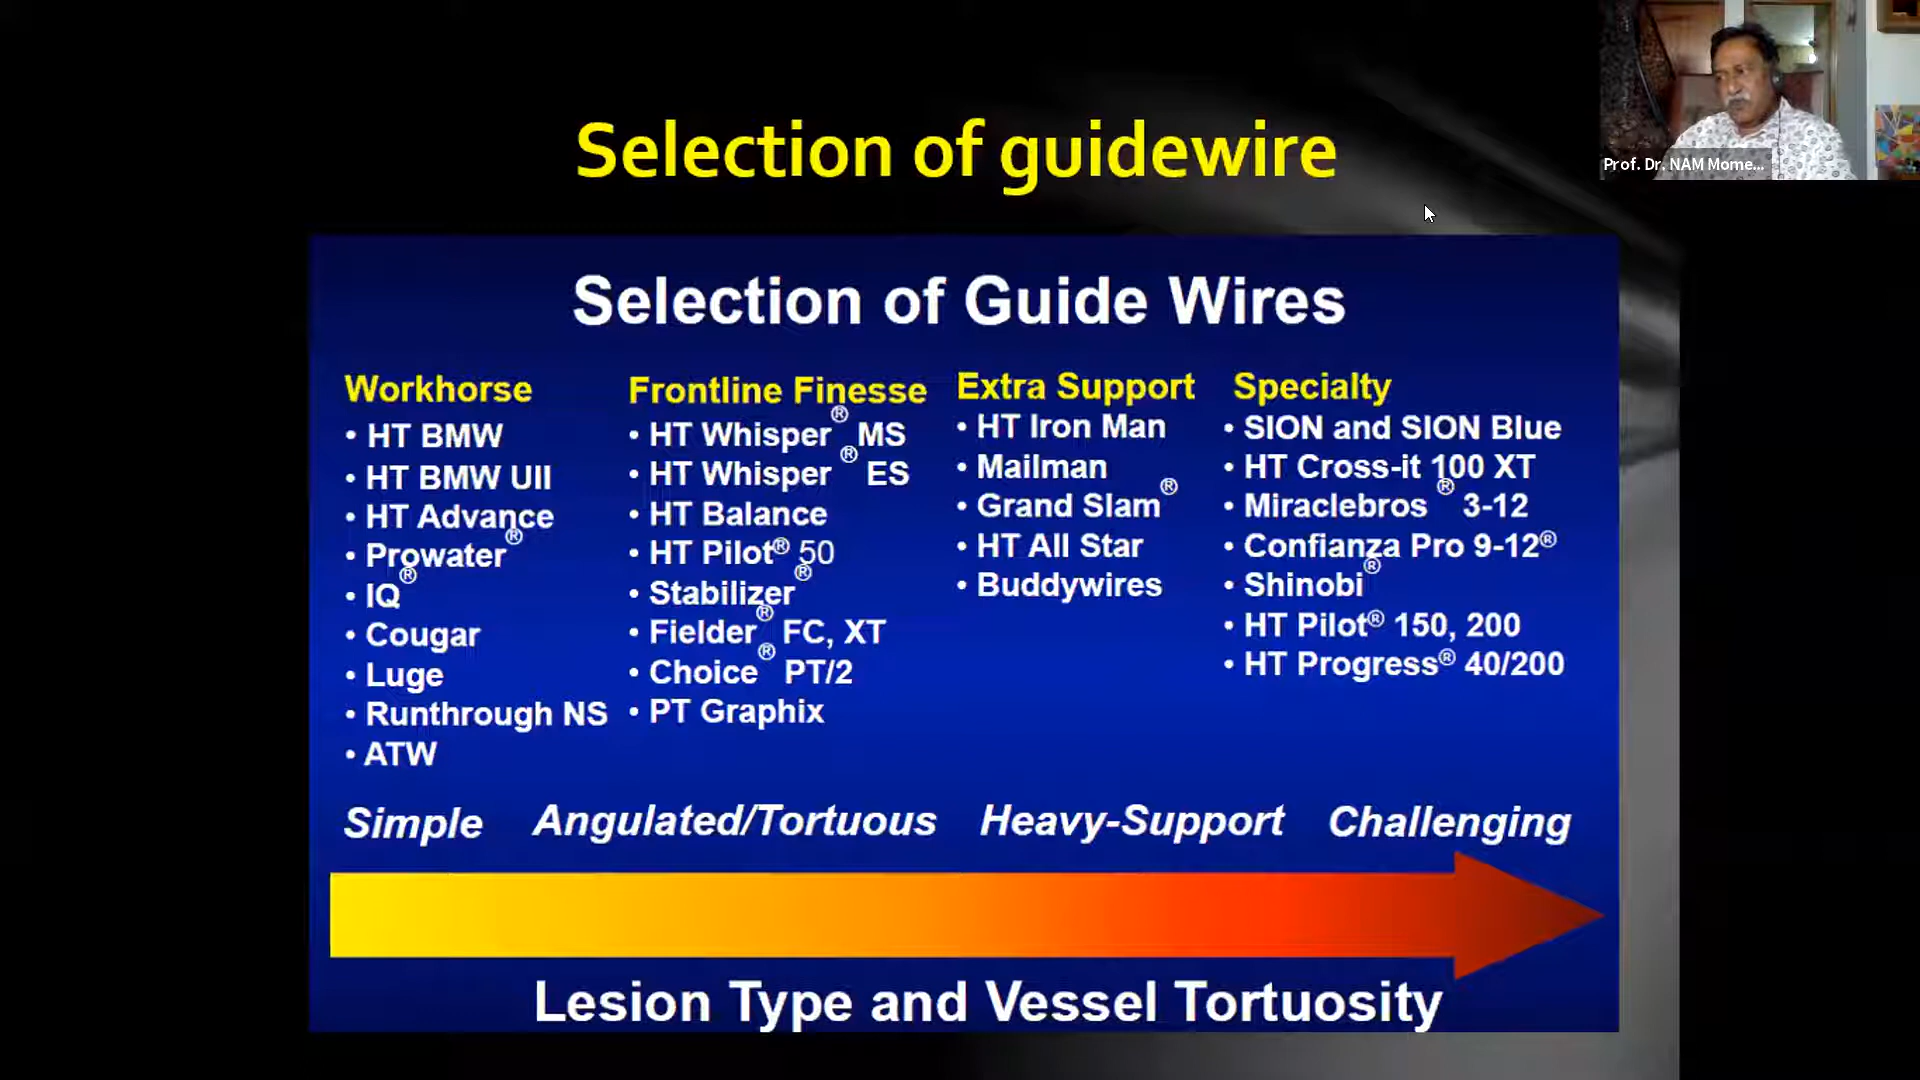 Prof. Dr. NAM Mome...
Selection of guidewire
Selection of Guide Wires
Workhorse
• HT BMW
• HT BMW UII
• HT Advance
• Prowater®
• IQ®
• Cougar
• Luge
• Runthrough NS
• ATW
Frontline Finesse
• HT Whisper® MS
• HT Whisper® ES
• HT Balance
• HT Pilot® 50
• Stabilizer®
• Fielder® FC, XT
• Choice® PT/2
• PT Graphix
Extra Support
• HT Iron Man
• Mailman
• Grand Slam®
• HT All Star
• Buddywires
Specialty
• SION and SION Blue
• HT Cross-it 100 XT
• Miraclebros® 3-12
• Confianza Pro 9-12®
• Shinobi®
• HT Pilot® 150, 200
• HT Progress® 40/200
Simple Angulated/Tortuous Heavy-Support Challenging
Lesion Type and Vessel Tortuosity